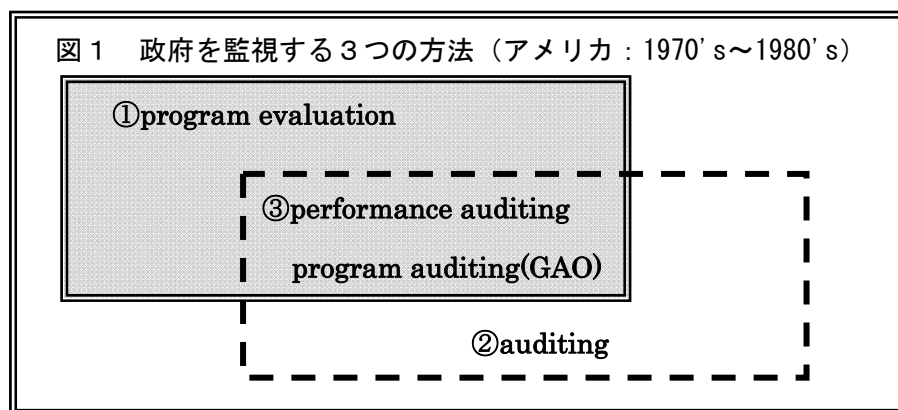 図１　政府を監視する３つの方法（アメリカ：1970's～1980's）
①program evaluation
③performance auditing
program auditing(GAO)
②auditing